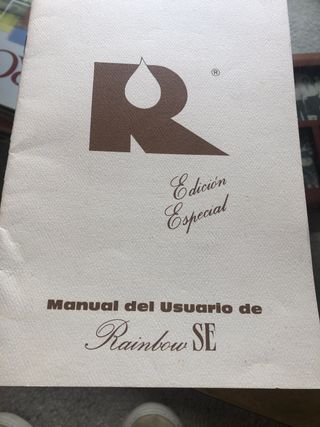 R ®
Edición
Especial
Manual del Usuario de
Rainbow SE